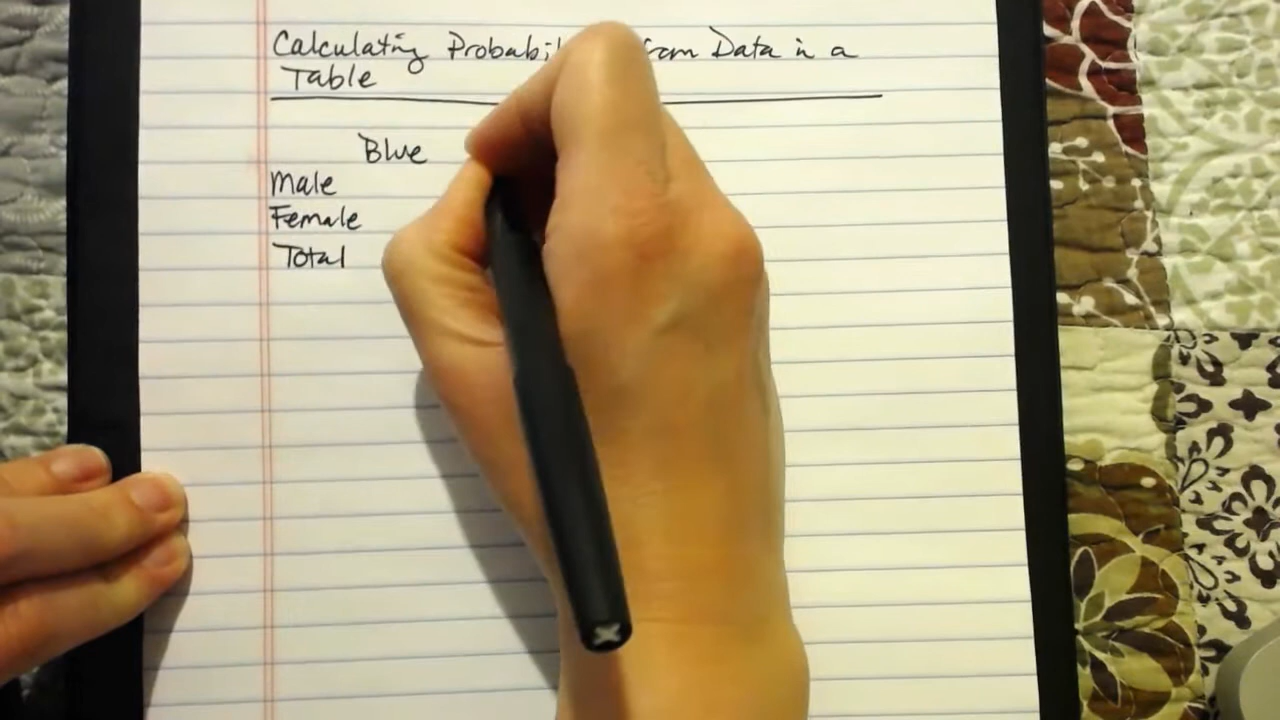 Calculating Probabi from Data in a
Table
Blue
Male
Female
Total